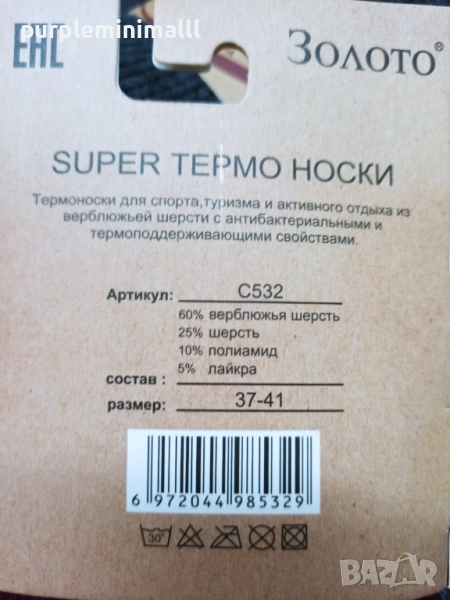 purpleminimalll
EAC
Золото®
SUPER ТЕРМО НОСКИ
Термоноски для спорта,туризма и активного отдыха из
верблюжьей шерсти с антибактериальными и
термоподдерживающими свойствами.
Артикул: C532
60% верблюжья шерсть
25% шерсть
10% полиамид
5% лайкра
состав :
размер: 37-41
6 972044 985329
30°
BAZAR